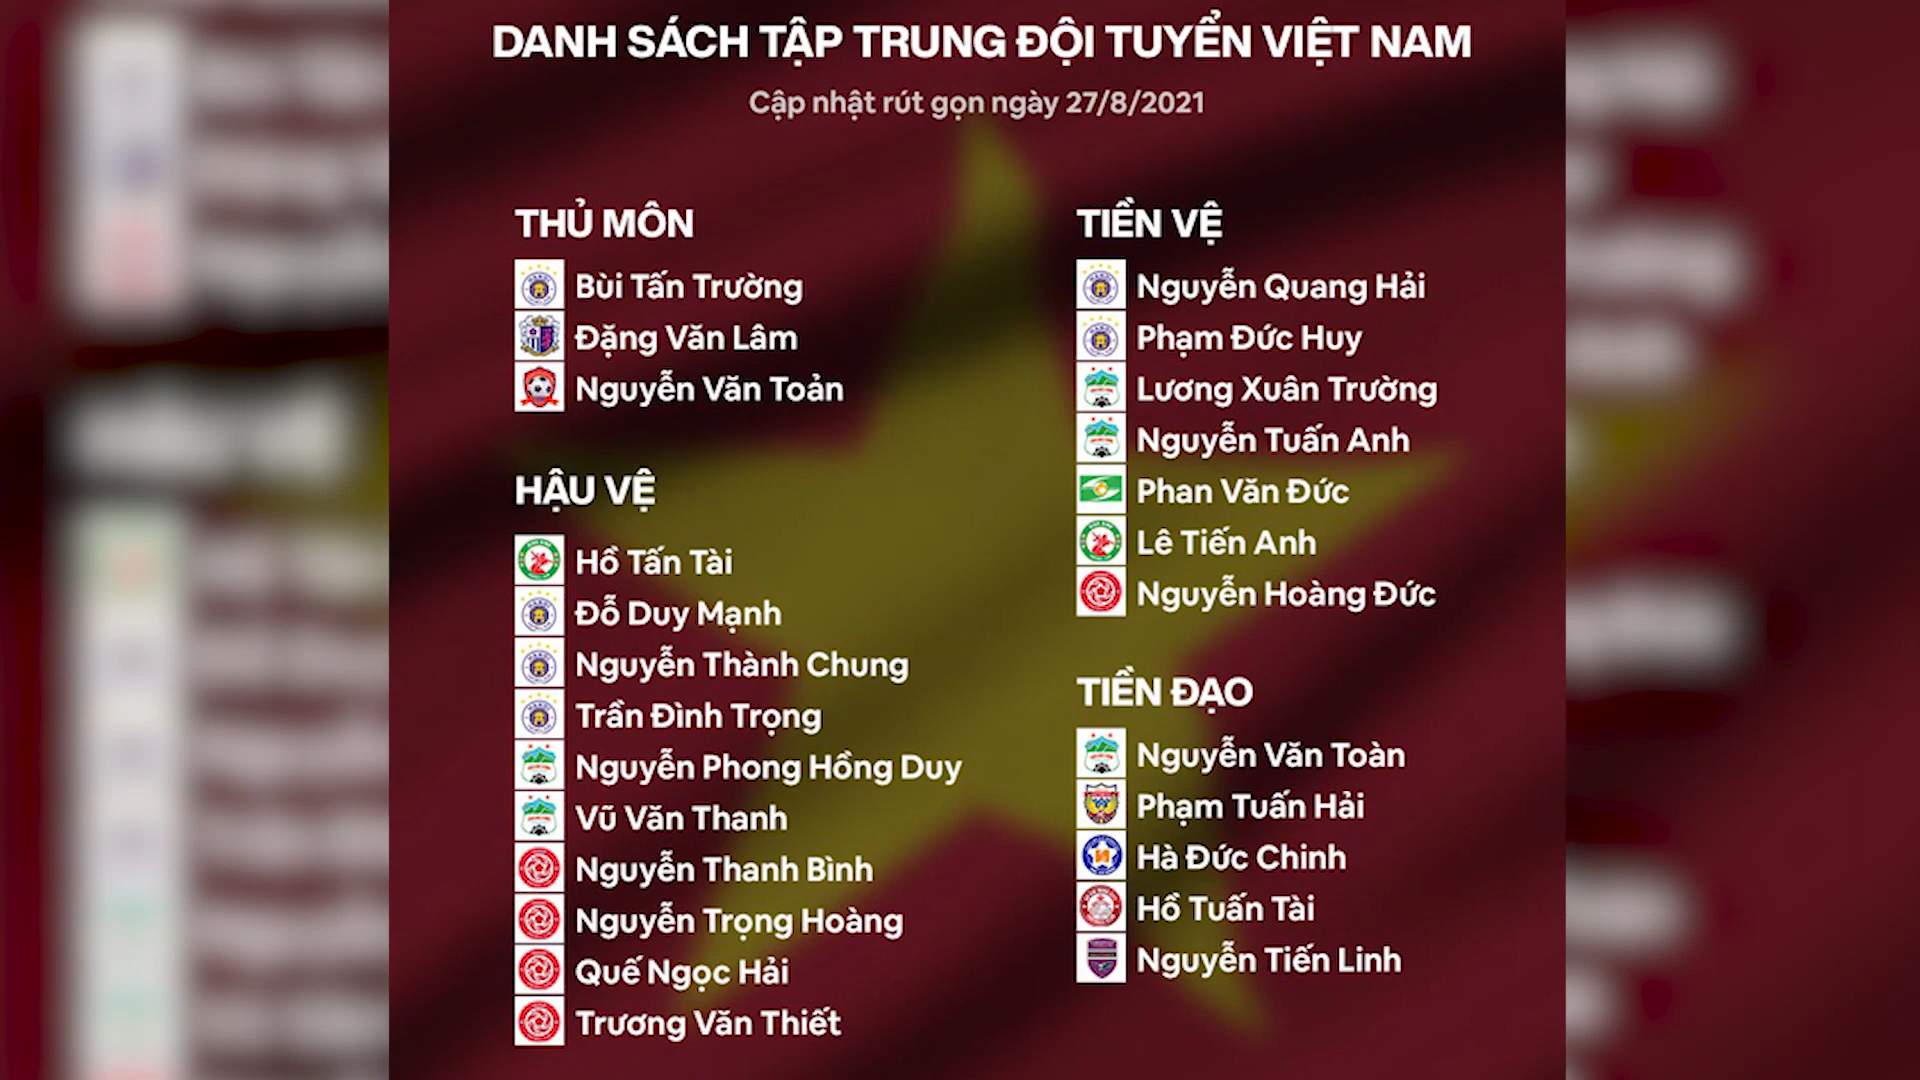 DANH SÁCH TẬP TRUNG ĐỘI TUYỂN VIỆT NAM
Cập nhật rút gọn ngày 27/8/2021
THỦ MÔN
Bùi Tấn Trường
Đặng Văn Lâm
Nguyễn Văn Toản
HẬU VỆ
Hồ Tấn Tài
Đỗ Duy Mạnh
Nguyễn Thành Chung
Trần Đình Trọng
Nguyễn Phong Hồng Duy
Vũ Văn Thanh
Nguyễn Thanh Bình
Nguyễn Trọng Hoàng
Quế Ngọc Hải
Trương Văn Thiết
TIỀN VỆ
Nguyễn Quang Hải
Phạm Đức Huy
Lương Xuân Trường
Nguyễn Tuấn Anh
Phan Văn Đức
Lê Tiến Anh
Nguyễn Hoàng Đức
TIỀN ĐẠO
Nguyễn Văn Toàn
Phạm Tuấn Hải
Hà Đức Chinh
Hồ Tuấn Tài
Nguyễn Tiến Linh